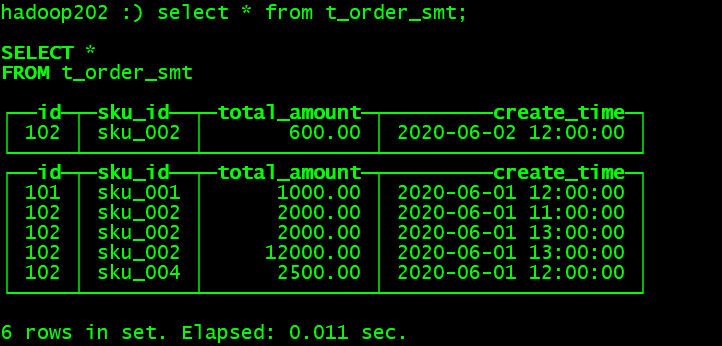 hadoop202 :) select * from t_order_smt;
SELECT *
FROM t_order_smt
id sku_id total_amount create_time
102 sku_002 600.00 2020-06-02 12:00:00
id sku_id total_amount create_time
101 sku_001 1000.00 2020-06-01 12:00:00
102 sku_002 2000.00 2020-06-01 11:00:00
102 sku_002 2000.00 2020-06-01 13:00:00
102 sku_002 12000.00 2020-06-01 13:00:00
102 sku_004 2500.00 2020-06-01 12:00:00
6 rows in set. Elapsed: 0.011 sec.